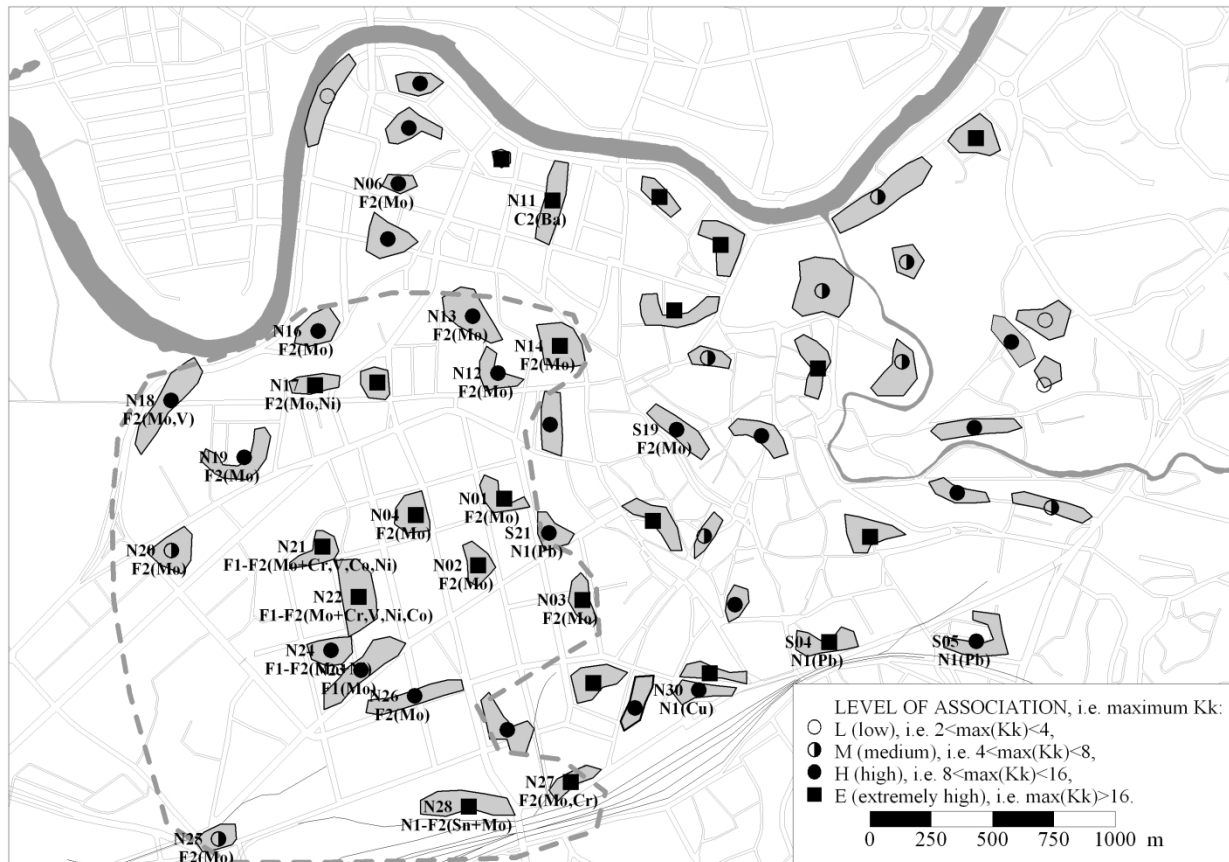 N06
F2(Mo)
N11
C2(Ba)
N16
F2(Mo)
N13
F2(Mo)
N14
F2(Mo)
N17
F2(Mo,Ni)
N12
F2(Mo)
N18
F2(Mo,V)
N19
F2(Mo)
S19
F2(Mo)
N01
F2(Mo)
N04
F2(Mo)
S21
N1(Pb)
N20
F2(Mo)
N21
F1-F2(Mo+Cr,V,Co,Ni)
N02
F2(Mo)
N22
F1-F2(Mo+Cr,V,Ni,Co)
N03
F2(Mo)
S04
N1(Pb)
S05
N1(Pb)
N24
N23
F1(Mo)
N26
F2(Mo)
N30
N1(Cu)
N27
F2(Mo,Cr)
N28
N1-F2(Sn+Mo)
N25
F2(Mo)
LEVEL OF ASSOCIATION, i.e. maximum Kk:
L (low), i.e. 2<max(Kk)<4,
M (medium), i.e. 4<max(Kk)<8,
H (high), i.e. 8<max(Kk)<16,
E (extremely high), i.e. max(Kk)>16.
0 250 500 750 1000 m